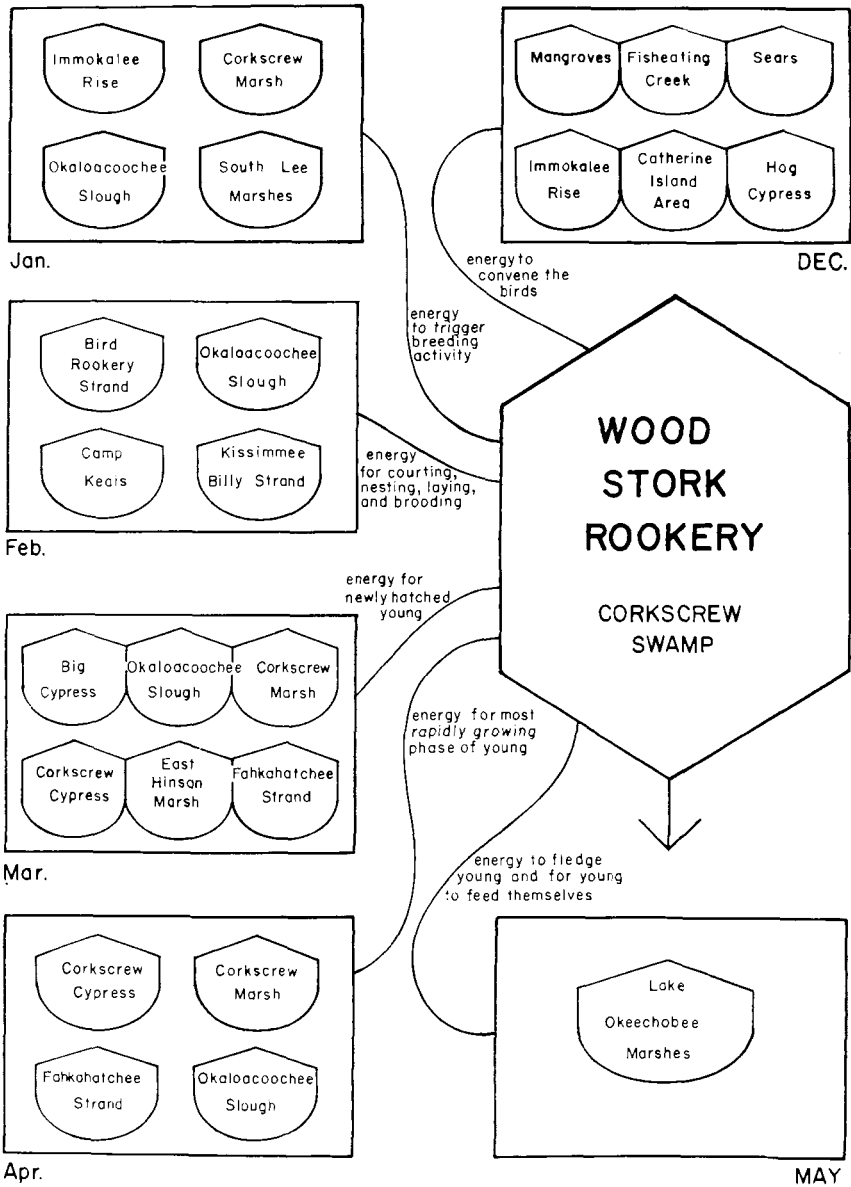 Immokalee
Rise
Corkscrew
Marsh
Okaloacoochee
Slough
South Lee
Marshes
Jan.
Mangroves
Fisheating
Creek
Sears
Immokalee
Rise
Catherine
Island
Area
Hog
Cypress
DEC.
energy to
convene the
birds
energy
to trigger
breeding
activity
Bird
Rookery
Strand
Okaloacoochee
Slough
Camp
Keais
Kissimmee
Billy Strand
Feb.
energy
for courting,
nesting, laying,
and brooding
WOOD
STORK
ROOKERY
CORKSCREW
SWAMP
energy for
newly hatched
young
Big
Cypress
Okaloacoochee
Slough
Corkscrew
Marsh
Corkscrew
Cypress
East
Hinson
Marsh
Fahkahatchee
Strand
Mar.
energy for most
rapidly growing
phase of young
energy to fledge
young and for young
to feed themselves
Corkscrew
Cypress
Corkscrew
Marsh
Fahkahatchee
Strand
Okaloacoochee
Slough
Apr.
Lake
Okeechobee
Marshes
MAY